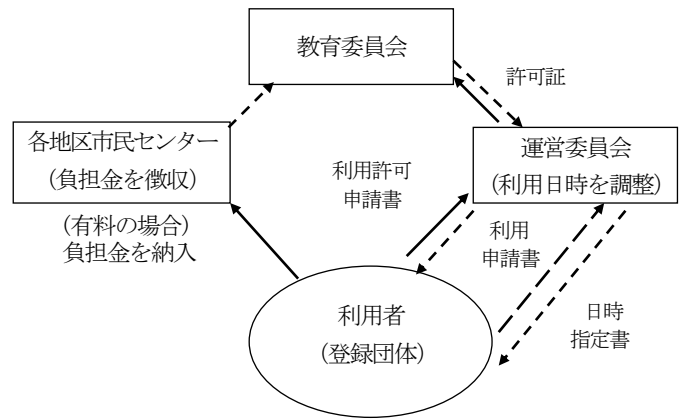 教育委員会
許可証
各地区市民センター
(負担金を徴収)
運営委員会
(利用日時を調整)
利用許可
申請書
(有料の場合)
負担金を納入
利用
申請書
利用者
(登録団体)
日時
指定書